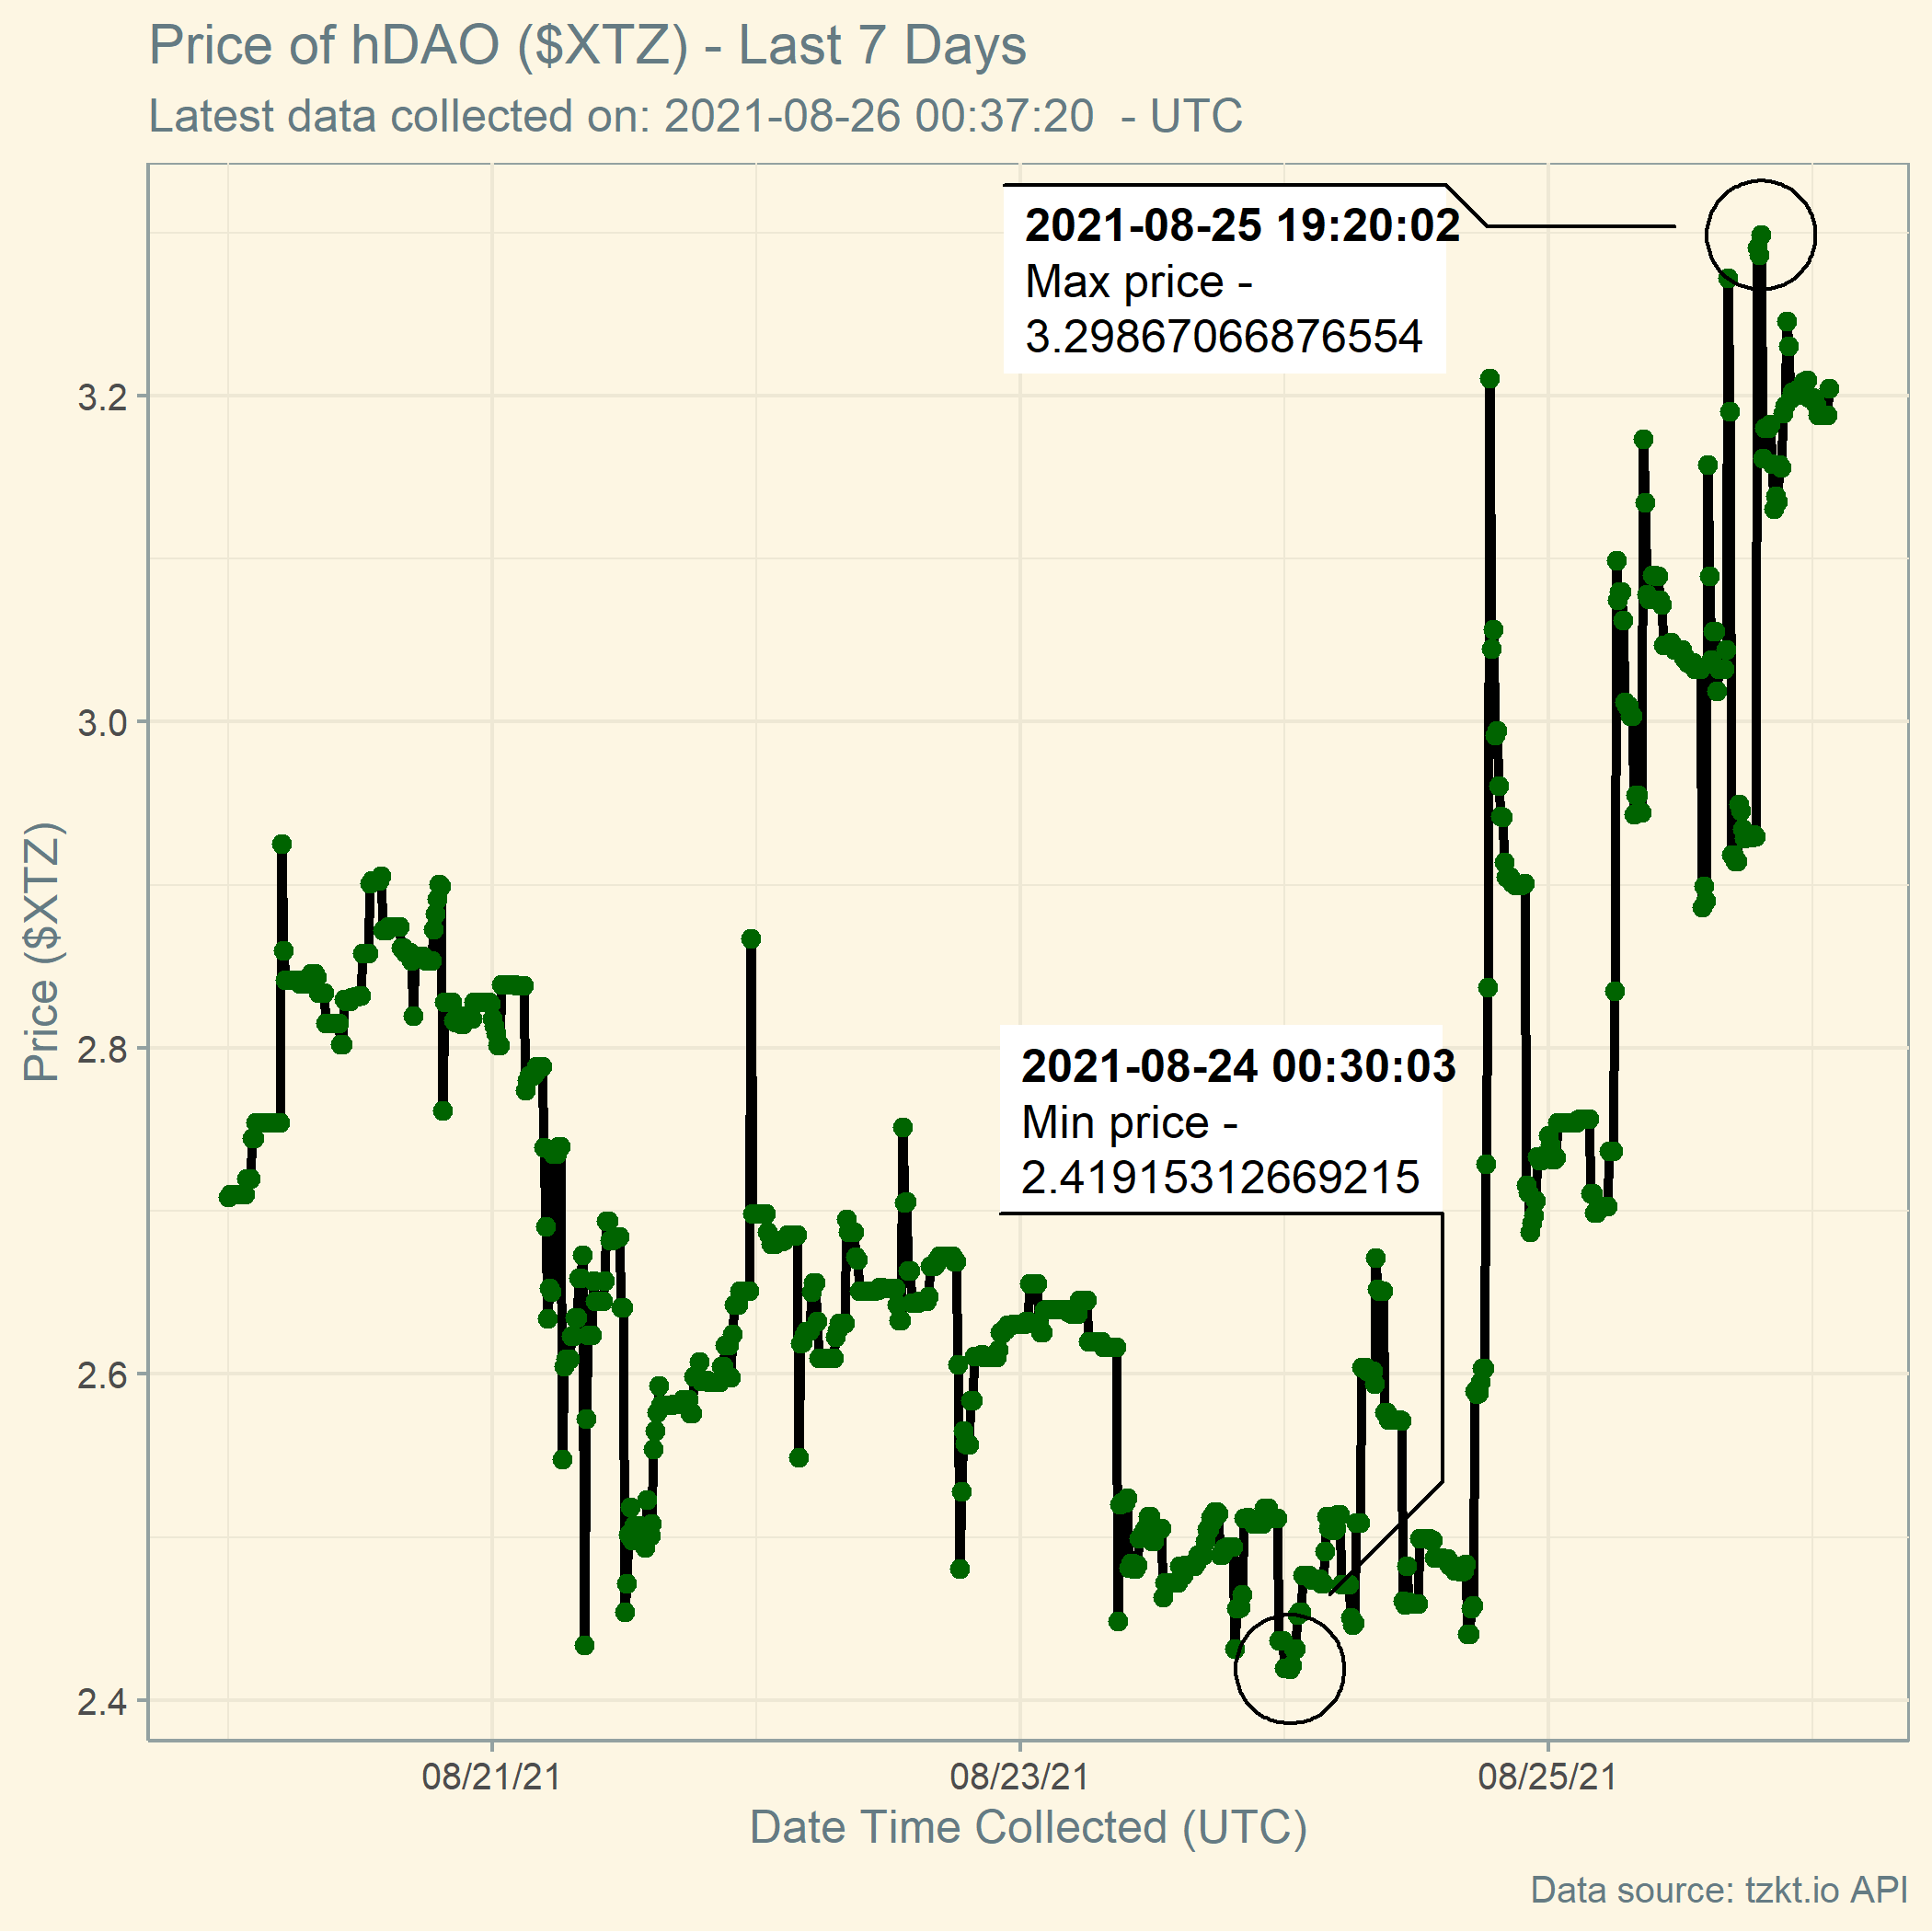 Price of hDAO ($XTZ) - Last 7 Days
Latest data collected on: 2021-08-26 00:37:20  - UTC
2021-08-25 19:20:02
Max price -
3.29867066876554
3.2
3.0
2.8
2.6
2.4
Price ($XTZ)
2021-08-24 00:30:03
Min price -
2.41915312669215
08/21/21
08/23/21
08/25/21
Date Time Collected (UTC)
Data source: tzkt.io API